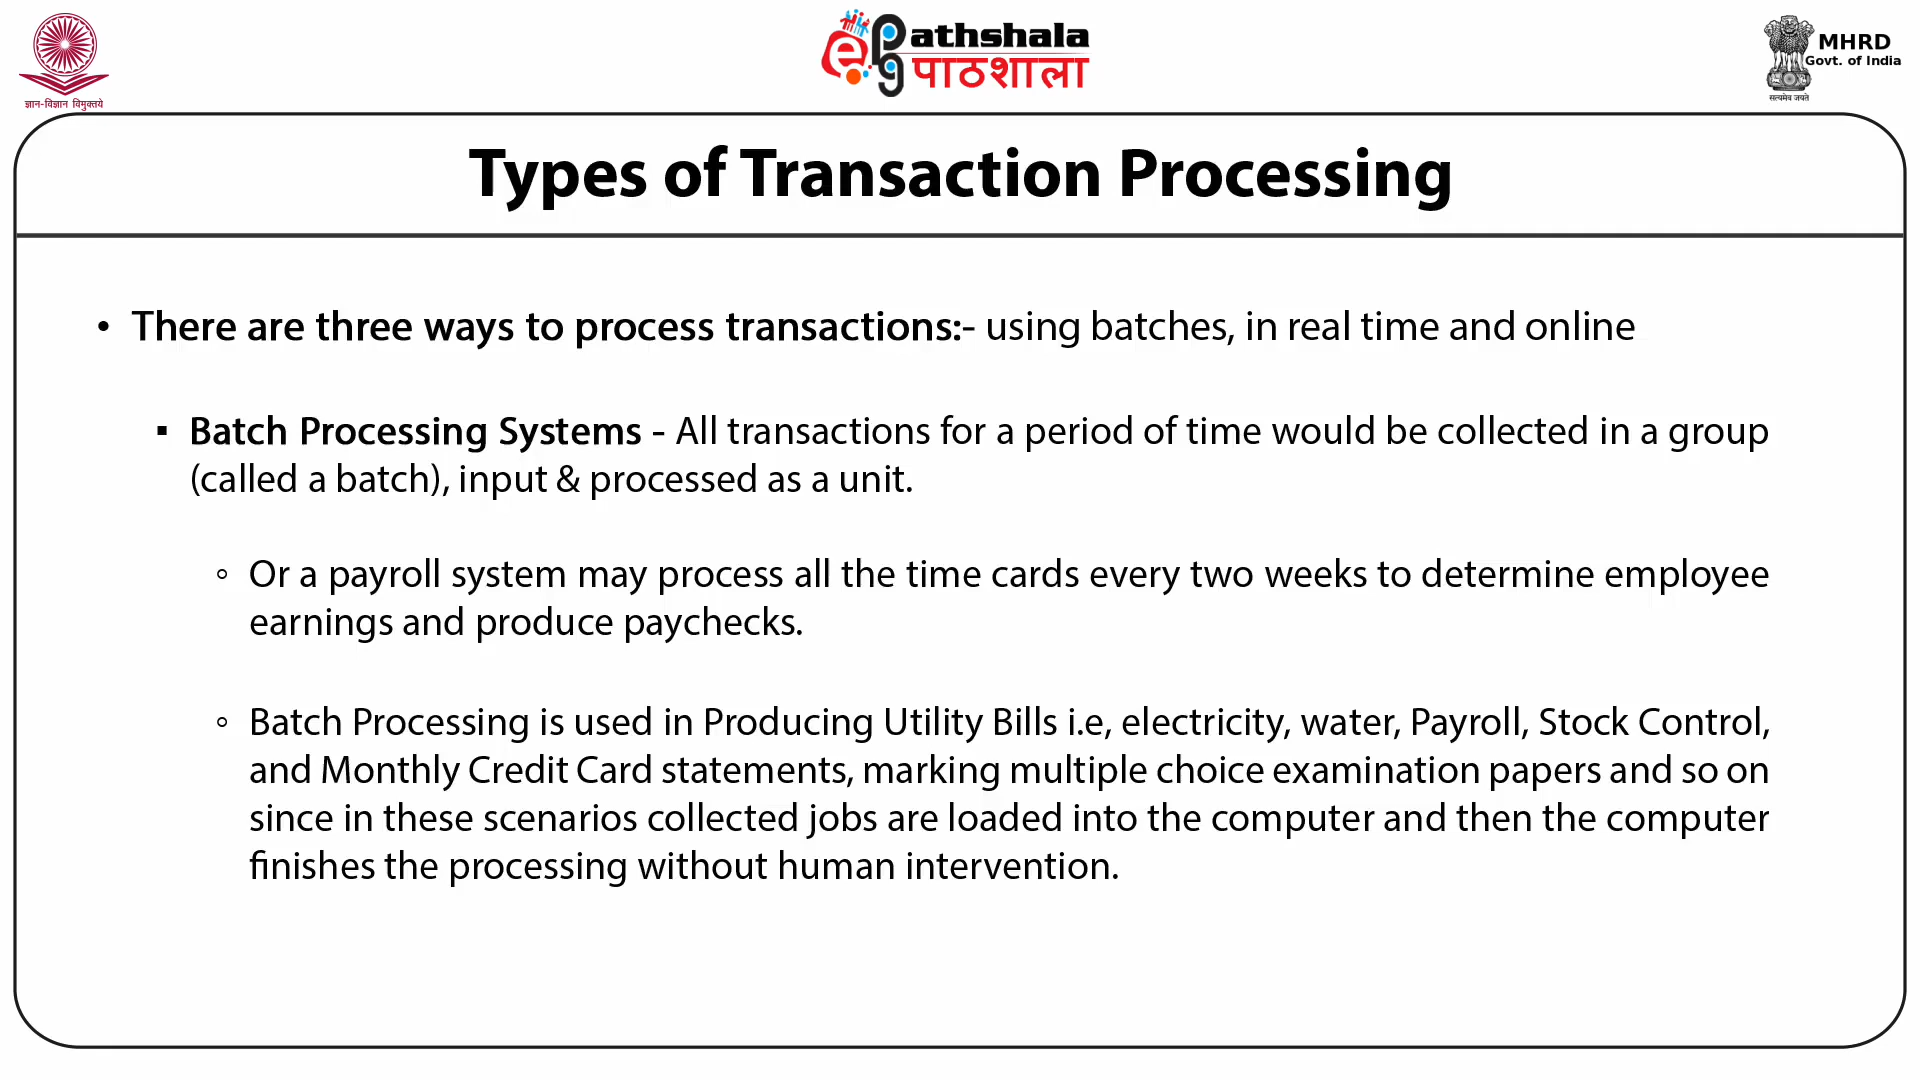 ज्ञान-विज्ञान विमुक्तये
e
Pathshala
पाठशाला
MHRD
Govt. of India
सत्यमेव जयते
Types of Transaction Processing
• There are three ways to process transactions:- using batches, in real time and online
▪ Batch Processing Systems - All transactions for a period of time would be collected in a group
(called a batch), input & processed as a unit.
◦ Or a payroll system may process all the time cards every two weeks to determine employee
earnings and produce paychecks.
◦ Batch Processing is used in Producing Utility Bills i.e, electricity, water, Payroll, Stock Control,
and Monthly Credit Card statements, marking multiple choice examination papers and so on
since in these scenarios collected jobs are loaded into the computer and then the computer
finishes the processing without human intervention.